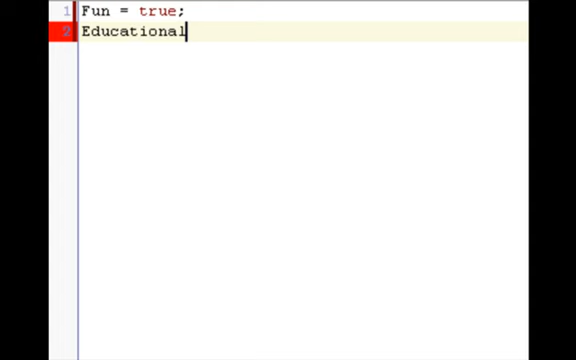 1 Fun = true;
2 Educational